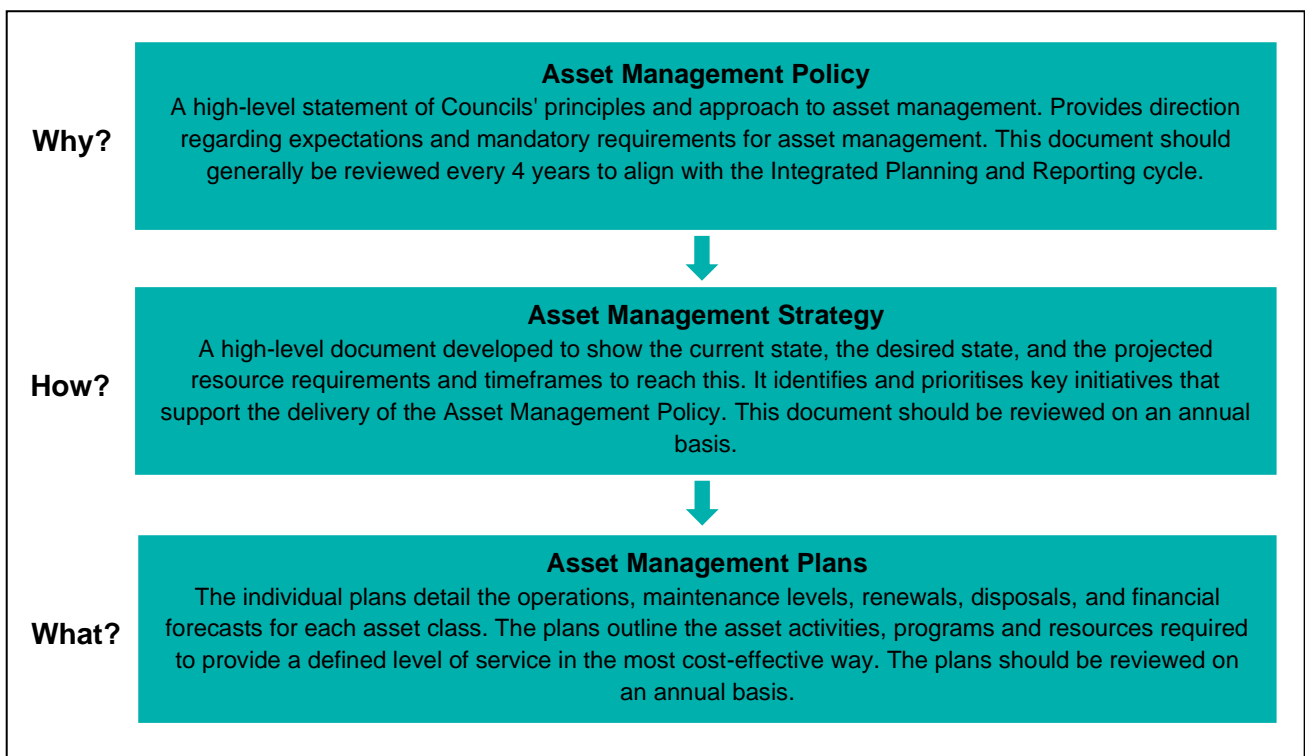 Asset Management Policy
Why?
A high-level statement of Councils' principles and approach to asset management. Provides direction
regarding expectations and mandatory requirements for asset management. This document should
generally be reviewed every 4 years to align with the Integrated Planning and Reporting cycle.
Asset Management Strategy
How?
A high-level document developed to show the current state, the desired state, and the projected
resource requirements and timeframes to reach this. It identifies and prioritises key initiatives that
support the delivery of the Asset Management Policy. This document should be reviewed on an annual
basis.
Asset Management Plans
What?
The individual plans detail the operations, maintenance levels, renewals, disposals, and financial
forecasts for each asset class. The plans outline the asset activities, programs and resources required
to provide a defined level of service in the most cost-effective way. The plans should be reviewed on
an annual basis.